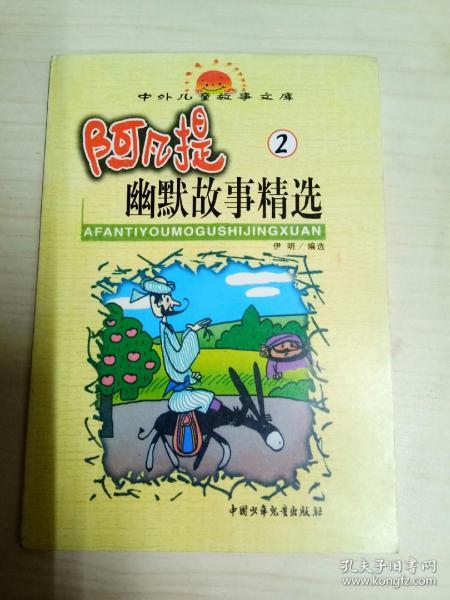 中外儿童故事文库
阿凡提
2
幽默故事精选
AFANTIYOUMOGUSHIJINGXUAN
伊明/编选
中国少年儿童出版社
孔夫子旧书网
www.kongfz.com